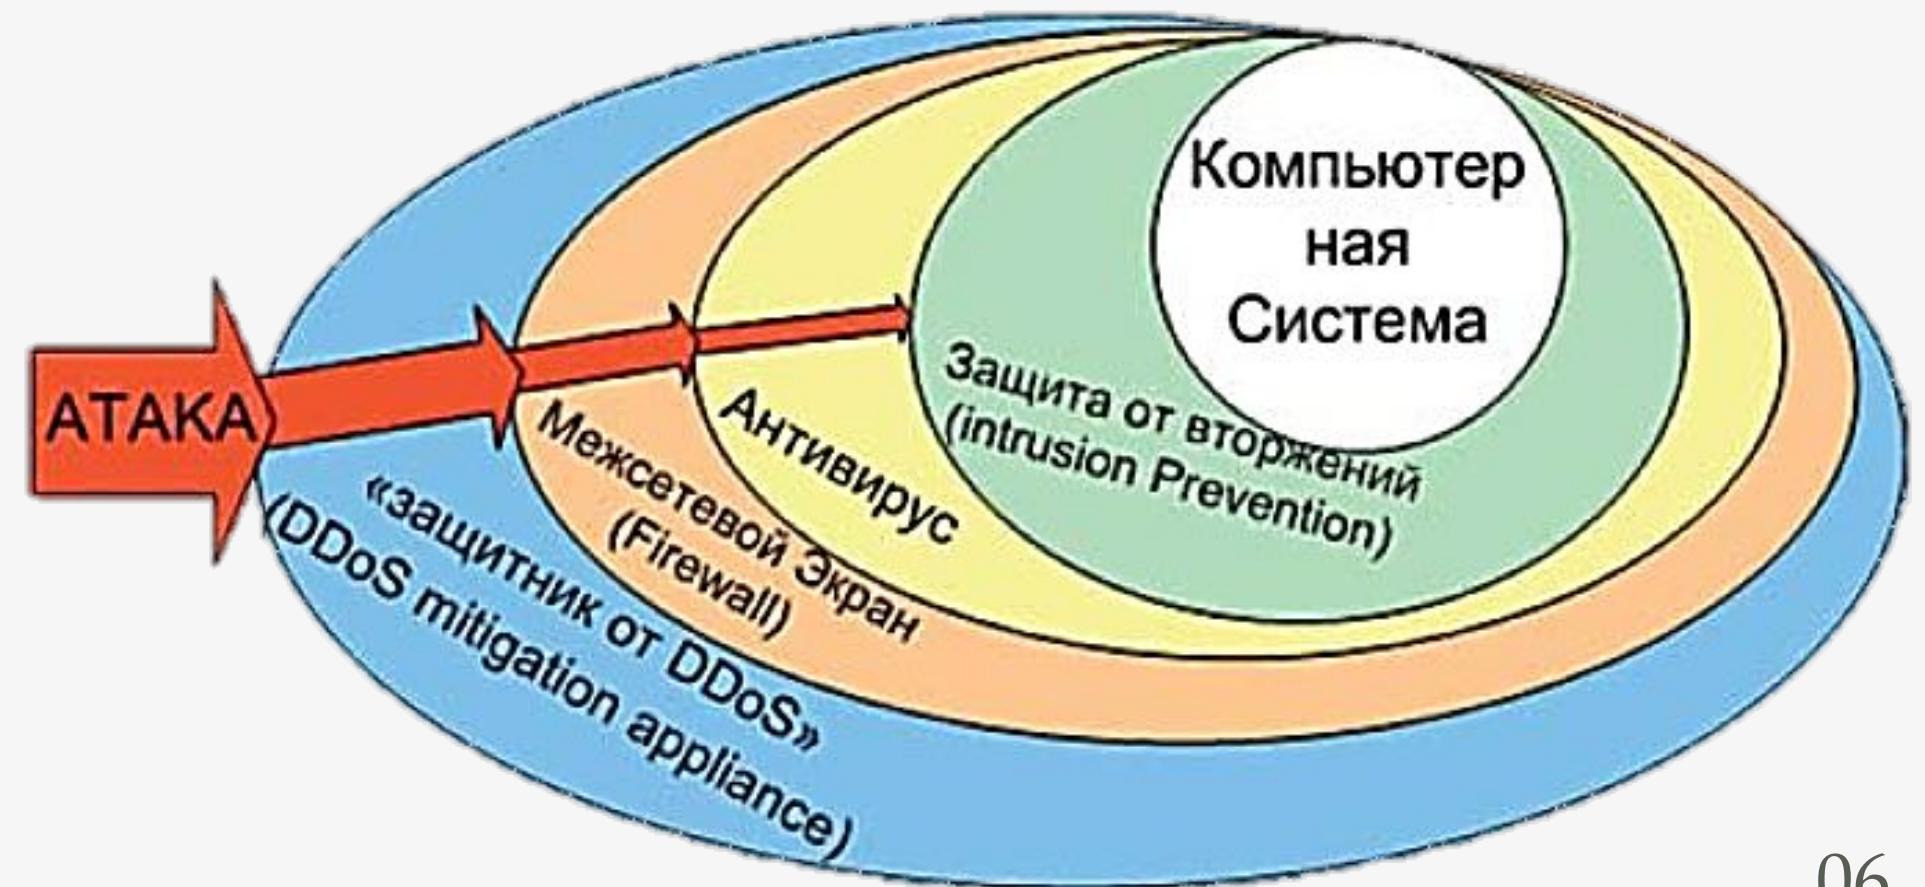 АТАКА
«защитник от DDoS»
(DDoS mitigation appliance)
Межсетевой Экран
(Firewall)
Антивирус
Защита от вторжений
(intrusion Prevention)
Компьютер
ная
Система
06